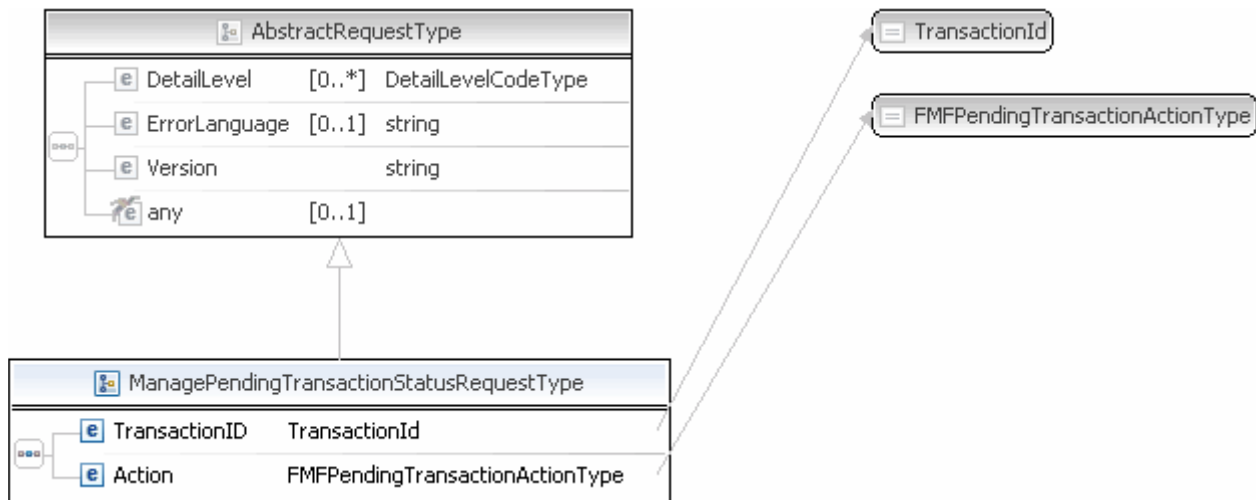 AbstractRequestType
DetailLevel [0..*] DetailLevelCodeType
ErrorLanguage [0..1] string
Version string
any [0..1]
TransactionId
FMFPendingTransactionActionType
ManagePendingTransactionStatusRequestType
TransactionID TransactionId
Action FMFPendingTransactionActionType